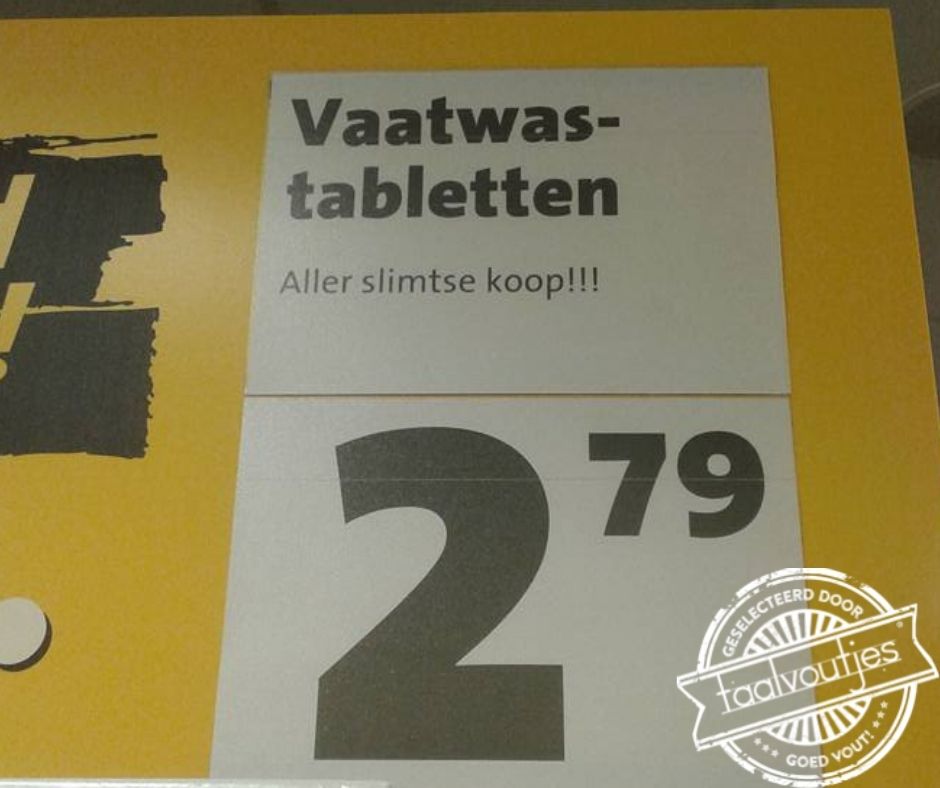 Vaatwas-
tabletten
Aller slimtse koop!!!
2 79
GESELECTEERD DOOR
taalvoutjes
GOED VOUT!